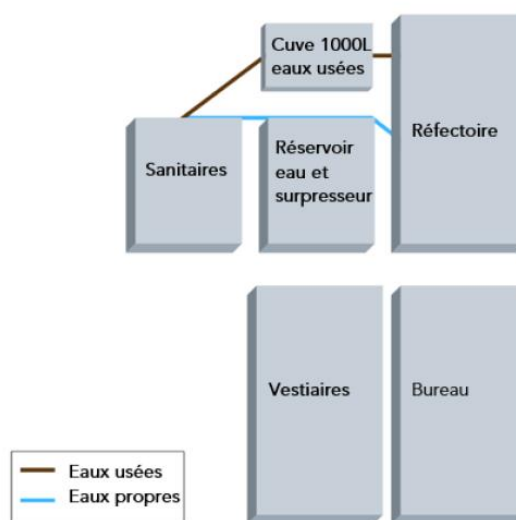 Cuve 1000L
eaux usées
Réfectoire
Sanitaires
Réservoir
eau et
surpresseur
Vestiaires
Bureau
Eaux usées
Eaux propres